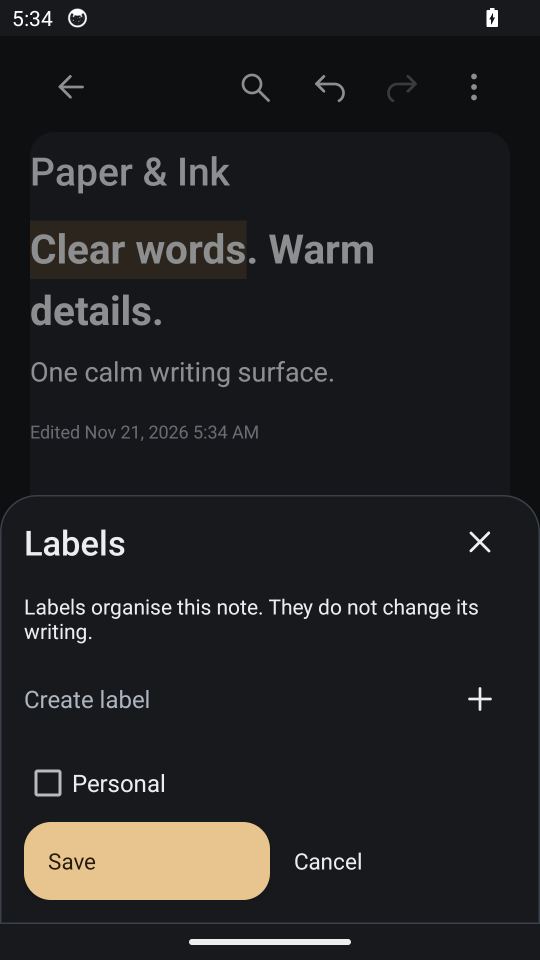 5:34
Paper & Ink
Clear words. Warm
details.
One calm writing surface.
Edited Nov 21, 2026 5:34 AM
Labels
Labels organise this note. They do not change its
writing.
Create label
Personal
Save
Cancel